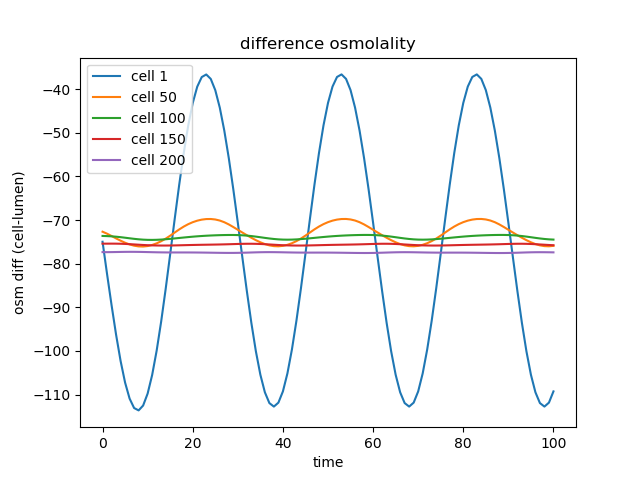 difference osmolality
cell 1
cell 50
cell 100
cell 150
cell 200
osm diff (cell-lumen)
−40
−50
−60
−70
−80
−90
−100
−110
0 20 40 60 80 100
time